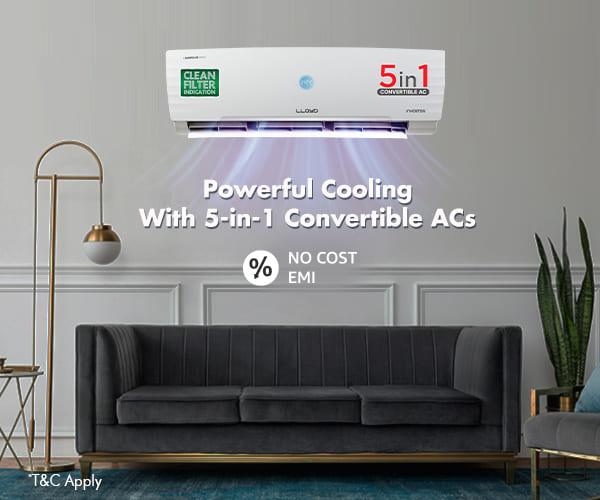 CLEAN
FILTER
INDICATION
5in1
CONVERTIBLE AC
LLOYD
INVERTER
Powerful Cooling
With 5-in-1 Convertible ACs
% NO COST
EMI
*T&C Apply